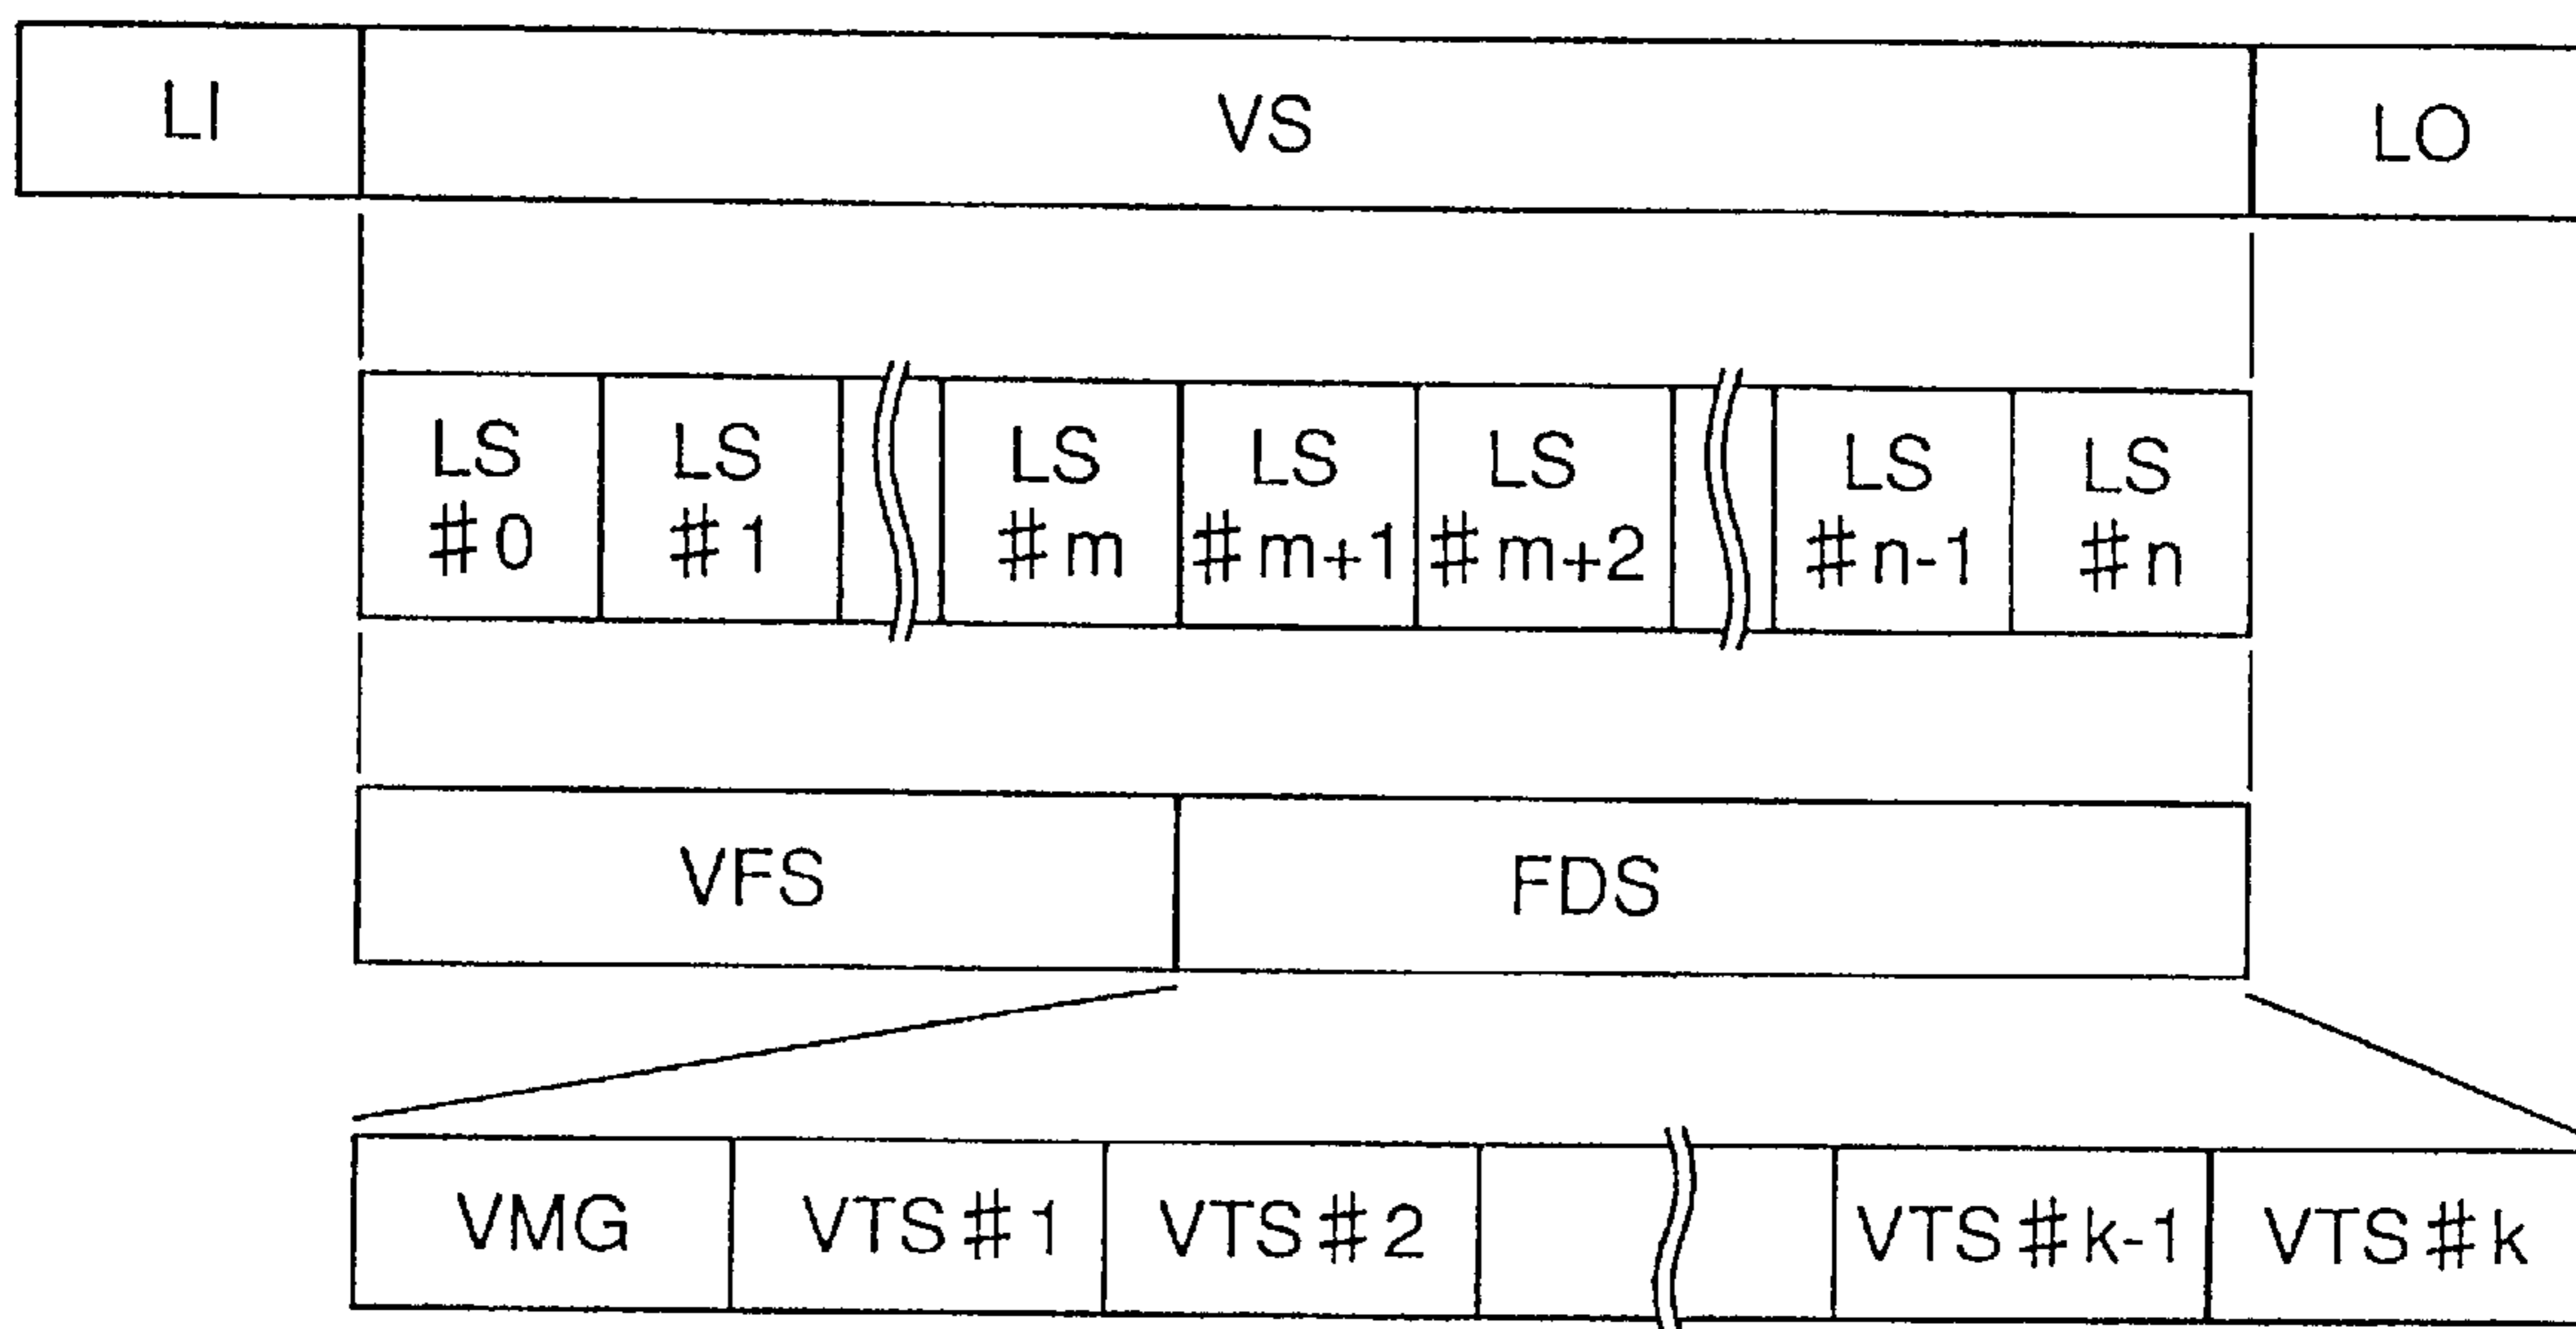 LI VS LO
LS LS LS LS LS LS LS
#0 #1 #m #m+1 #m+2 #n-1 #n
VFS FDS
VMG VTS#1 VTS#2 VTS#k-1 VTS#k